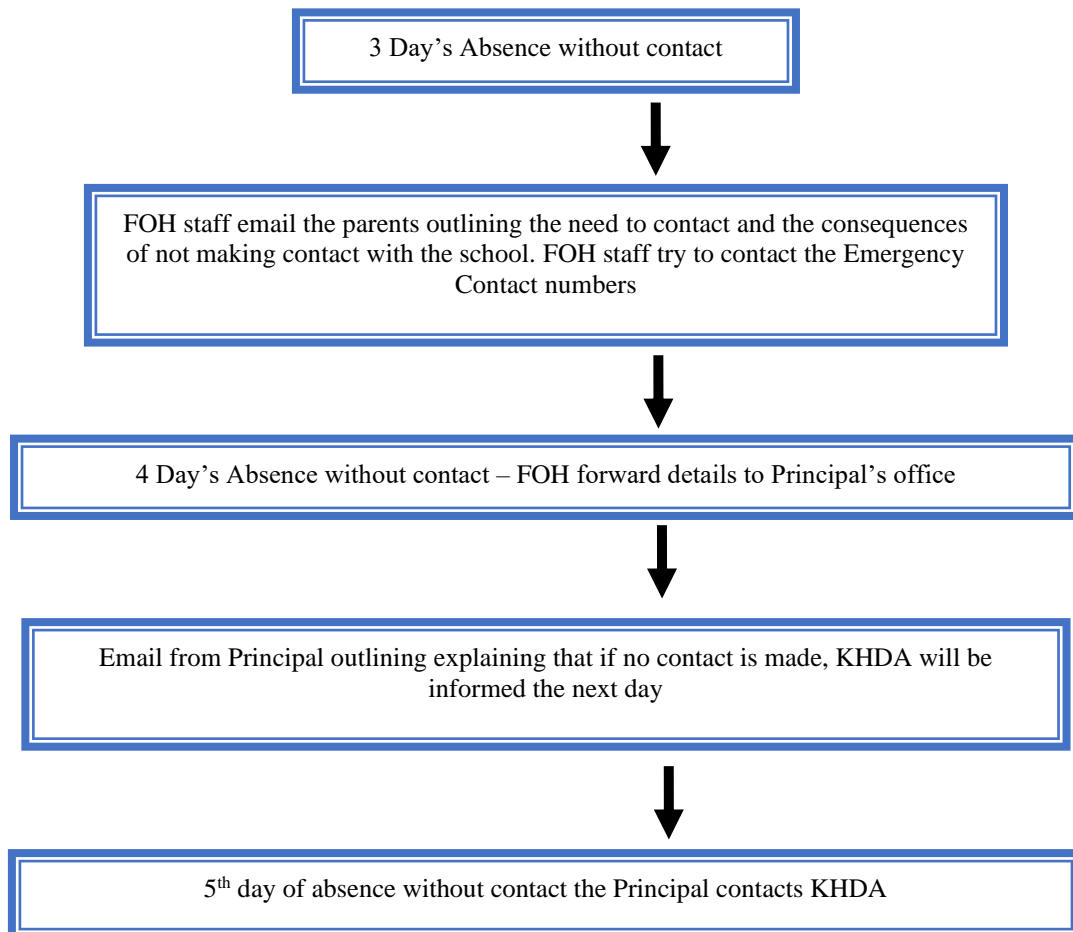 3 Day’s Absence without contact
FOH staff email the parents outlining the need to contact and the consequences
of not making contact with the school. FOH staff try to contact the Emergency
Contact numbers
4 Day’s Absence without contact – FOH forward details to Principal’s office
Email from Principal outlining explaining that if no contact is made, KHDA will be
informed the next day
5th day of absence without contact the Principal contacts KHDA